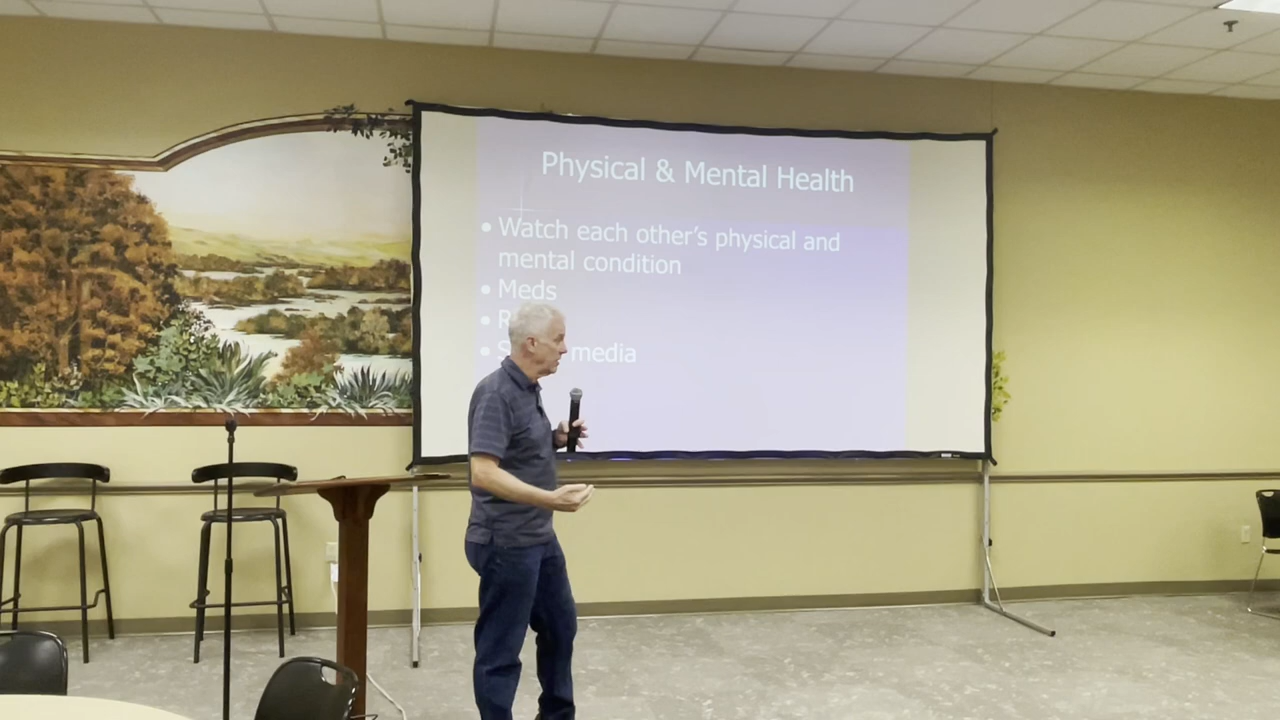 Physical & Mental Health
• Watch each other's physical and
mental condition
• Meds
•
• media